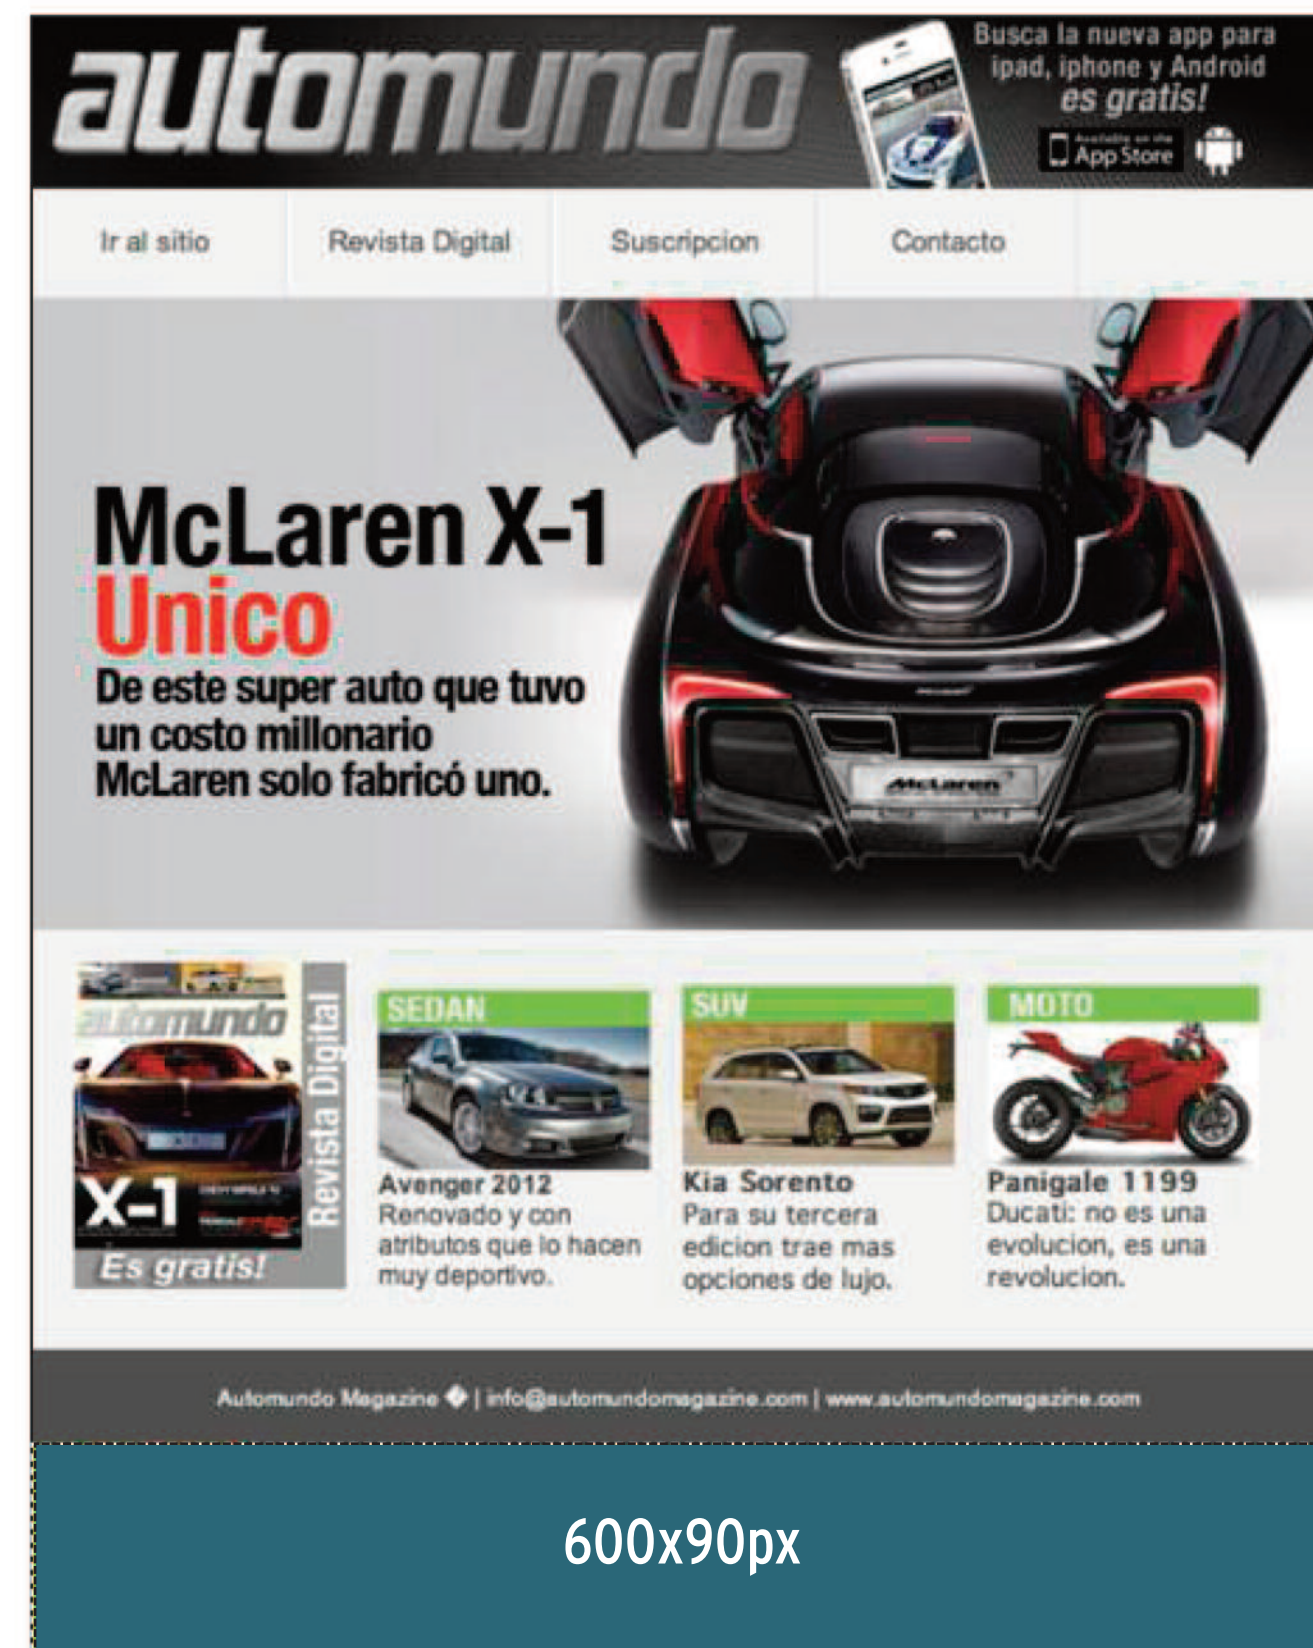 automundo
Busca la nueva app para
ipad, iphone y Android
es gratis!
Available on the
App Store
Ir al sitio
Revista Digital
Suscripcion
Contacto
McLaren X-1
Unico
De este super auto que tuvo
un costo millonario
McLaren solo fabricó uno.
McLaren
automundo
X-1
Es gratis!
Revista Digital
SEDAN
Avenger 2012
Renovado y con
atributos que lo hacen
muy deportivo.
SUV
Kia Sorento
Para su tercera
edicion trae mas
opciones de lujo.
MOTO
Panigale 1199
Ducati: no es una
evolucion, es una
revolucion.
Automundo Magazine � | info@automundomagazine.com | www.automundomagazine.com
600x90px